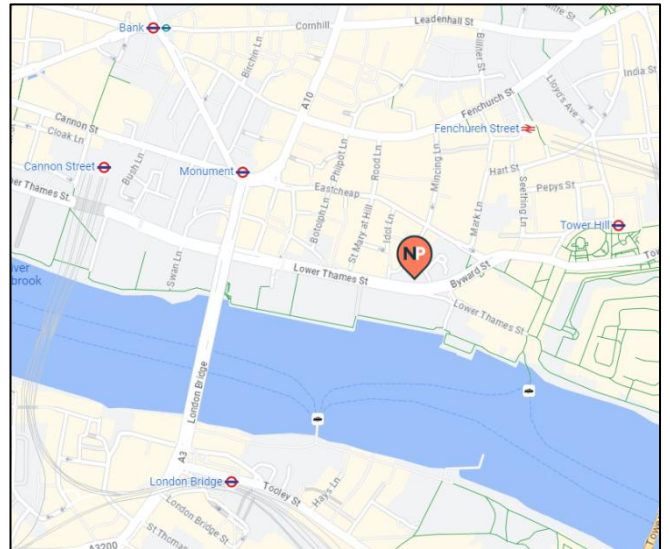 Leadenhall St
Bank
Cornhill
Birchin Ln
Billiter St
India St
Lloyd's Ave
A10
Fenchurch St
Cannon St
Cloak Ln
Fenchurch Street
Philpot Ln
Rood Ln
Mincing Ln
Cannon Street
Bush Ln
Monument
Hart St
Eastcheap
Pepys St
Seething Ln
Mark Ln
Idol Ln
St Mary at Hill
Botolph Ln
Tower Hill
Swan Ln
NP
Lower Thames St
Byward St
Lower Thames St
London Bridge
A3
London Bridge
Tooley St
Hays Ln
London Bridge St
St Thomas
A3200